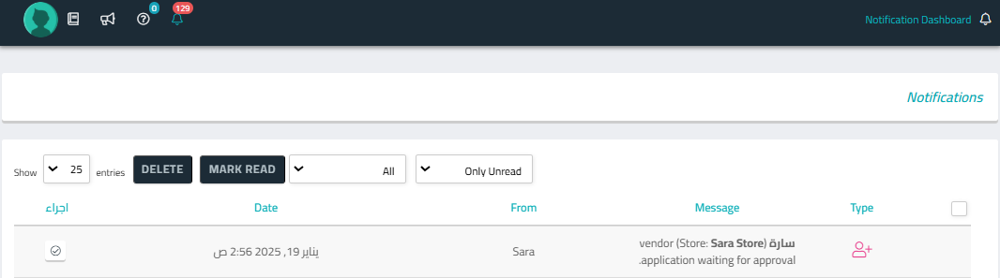 0
129
Notification Dashboard
Notifications
Show 25 entries DELETE MARK READ All Only Unread
Type Message From Date اجراء
سارة (Store: Sara Store) vendor
application waiting for approval.
Sara
يناير 19, 2025 2:56 ص